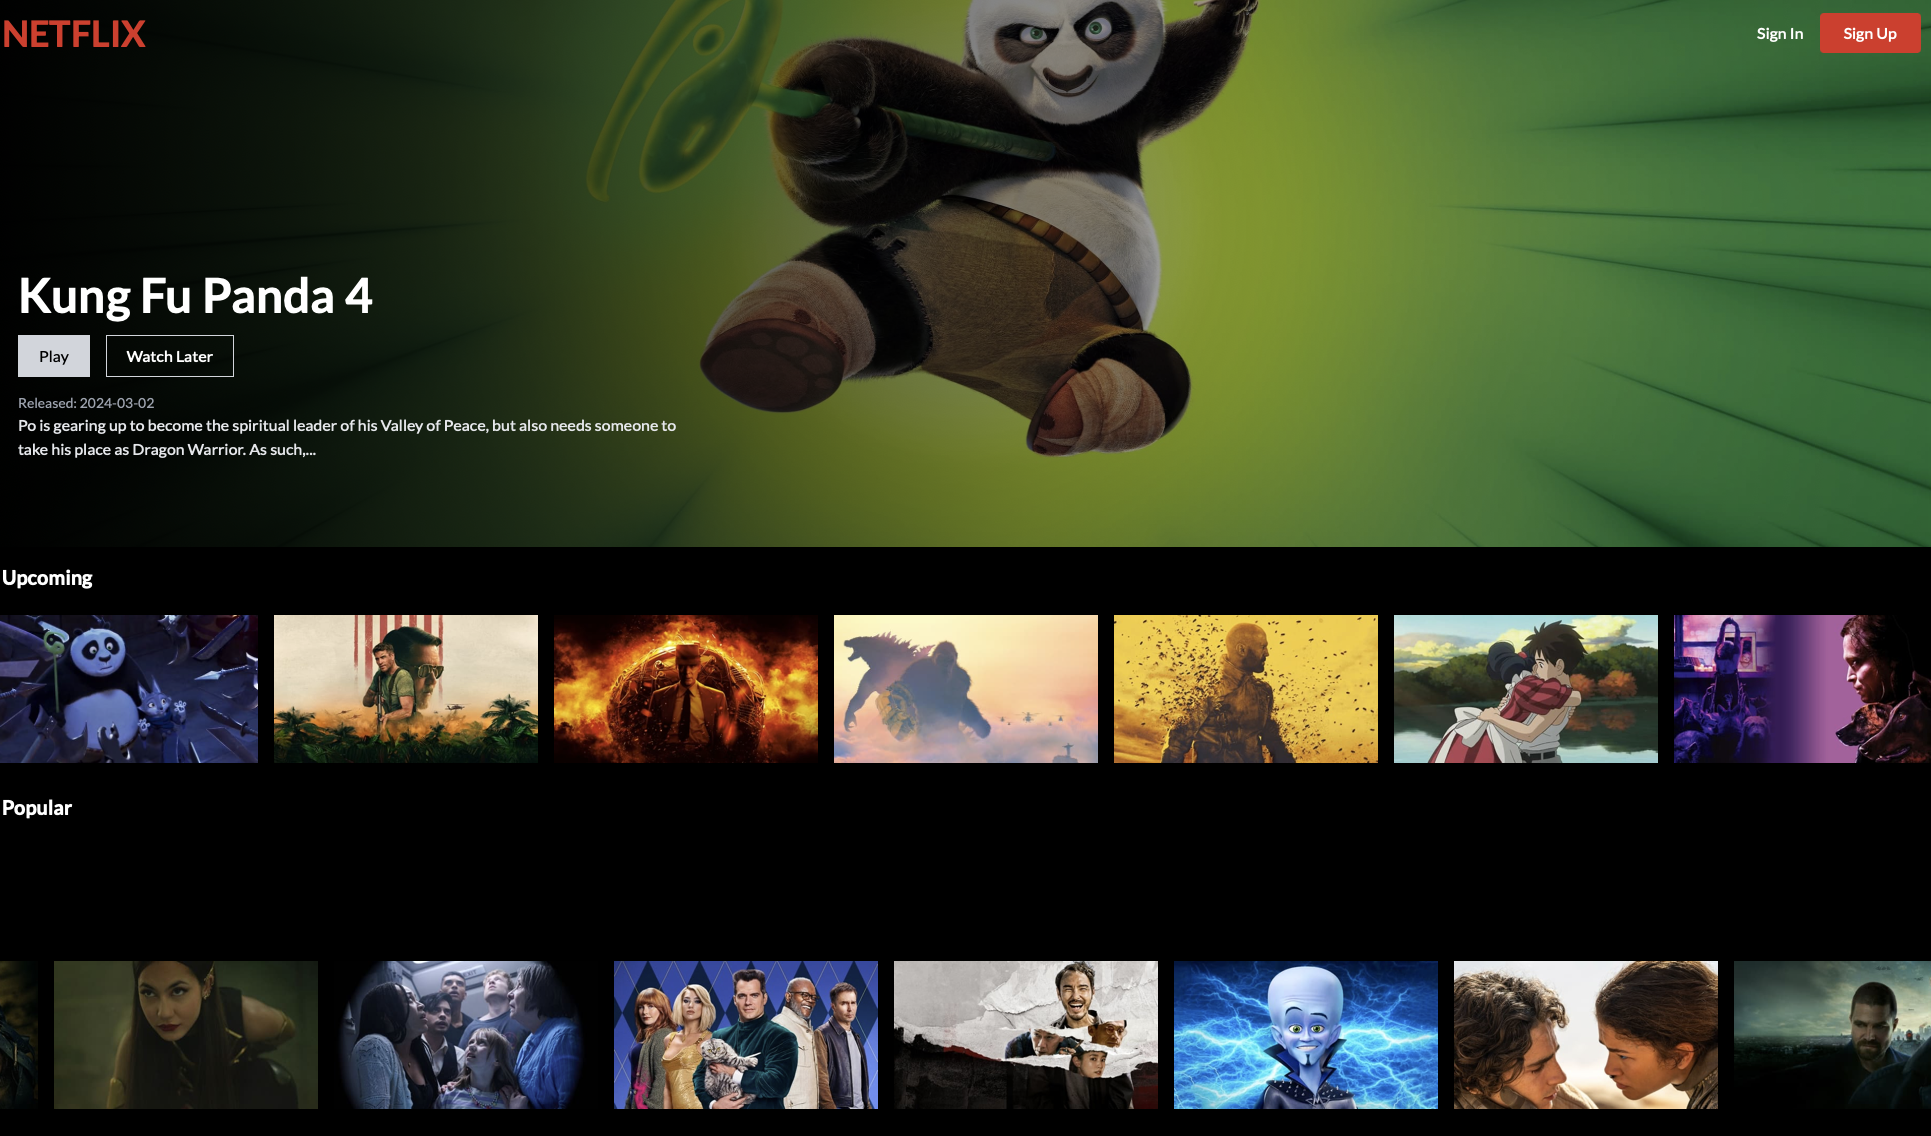 NETFLIX
Sign In
Sign Up
Kung Fu Panda 4
Play
Watch Later
Released: 2024-03-02
Po is gearing up to become the spiritual leader of his Valley of Peace, but also needs someone to
take his place as Dragon Warrior. As such,...
Upcoming
Popular